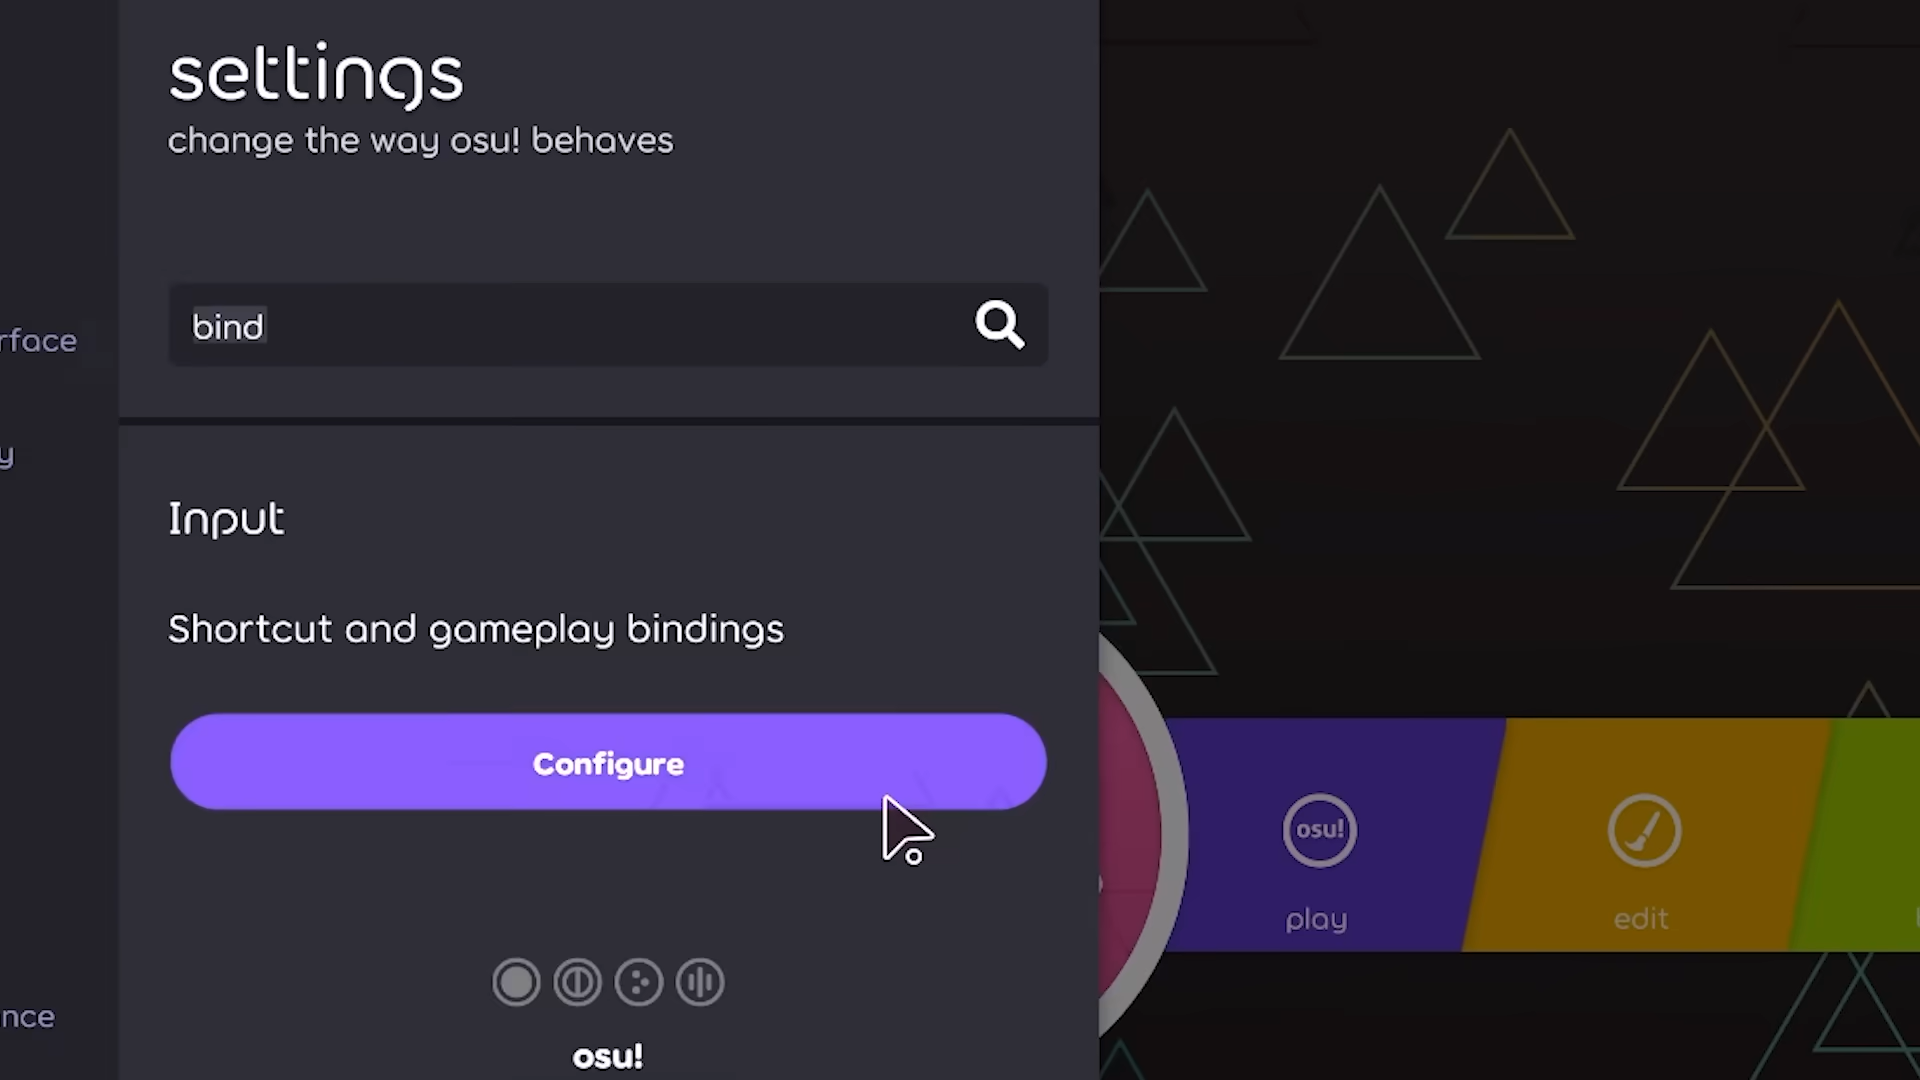 settings
change the way osu! behaves
bind
rface
y
Input
Shortcut and gameplay bindings
Configure
osu!
play
edit
nce
osu!